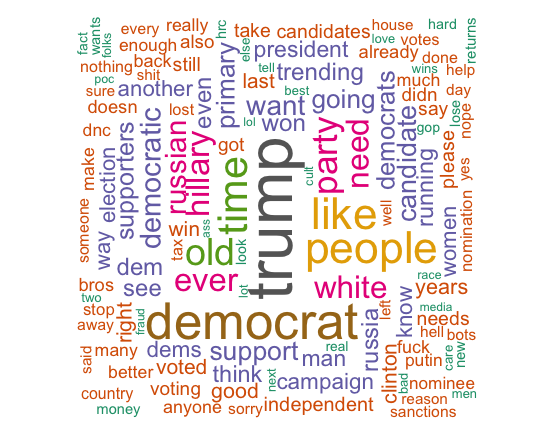 every really
house hard
fact wants folks
enough also
hrc
take candidates
love votes
returns
nothing back still
president
already done
poc shit
else
trending
wins help
sure another
even
primary
last
tell
democrats
much
day
doesn lost
best
want going
didn
gop
lose
nope
dnc
lol
won
say
make
election
supporters
democratic
russian
hillary
got
trump
cult
party
need
candidate
running
please
yes
nomination
someone
way
win
ass
time
like
well
tax
old
look
people
women
dem
see
ever
lot
white
race
years
bros
two
stop
away
right
fraud
democrat
russia
left
know
media
needs
hell bots
said many
dems support
real
man
fuck
putin
care
new
better voted
think
next
campaign
clinton
bad
nominee
country
voting good
reason men
money
anyone sorry independent
sanctions